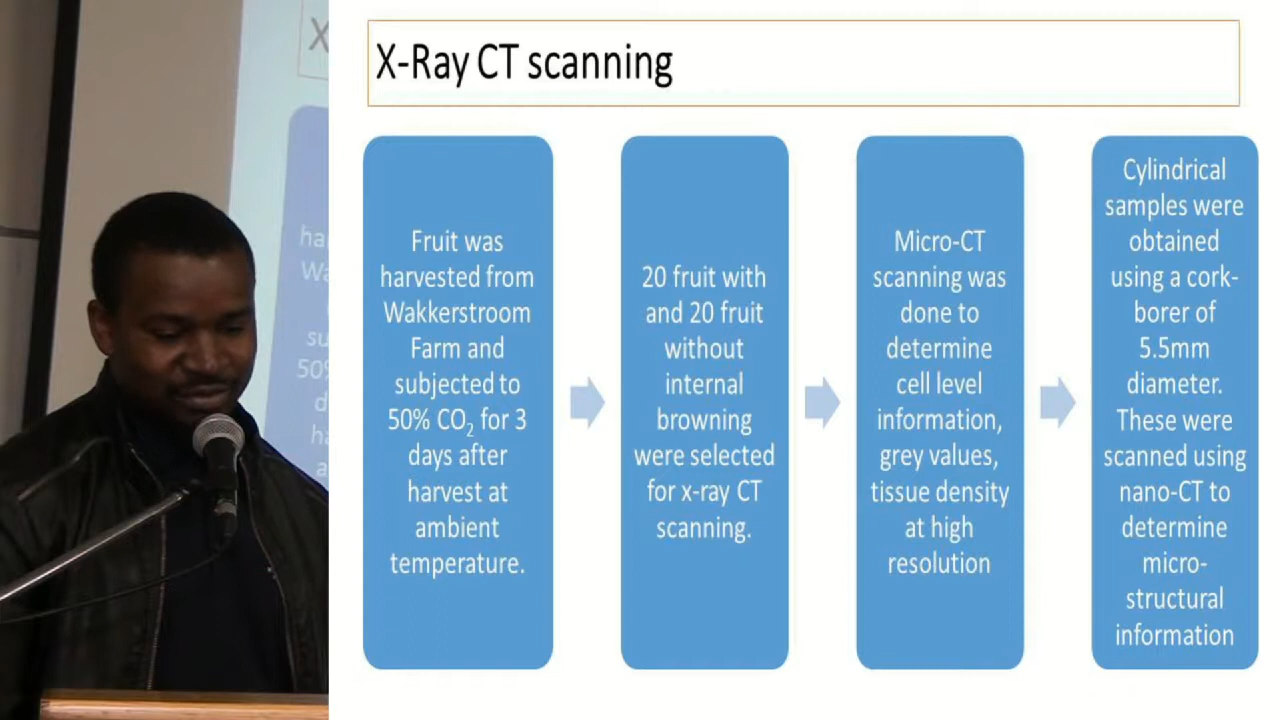 X-Ray CT scanning
Fruit was
harvested from
Wakkerstroom
Farm and
subjected to
50% CO₂ for 3
days after
harvest at
ambient
temperature.
20 fruit with
and 20 fruit
without
internal
browning
were selected
for x-ray CT
scanning.
Micro-CT
scanning was
done to
determine
cell level
information,
grey values,
tissue density
at high
resolution
Cylindrical
samples were
obtained
using a cork-
borer of
5.5mm
diameter.
These were
scanned using
nano-CT to
determine
micro-
structural
information